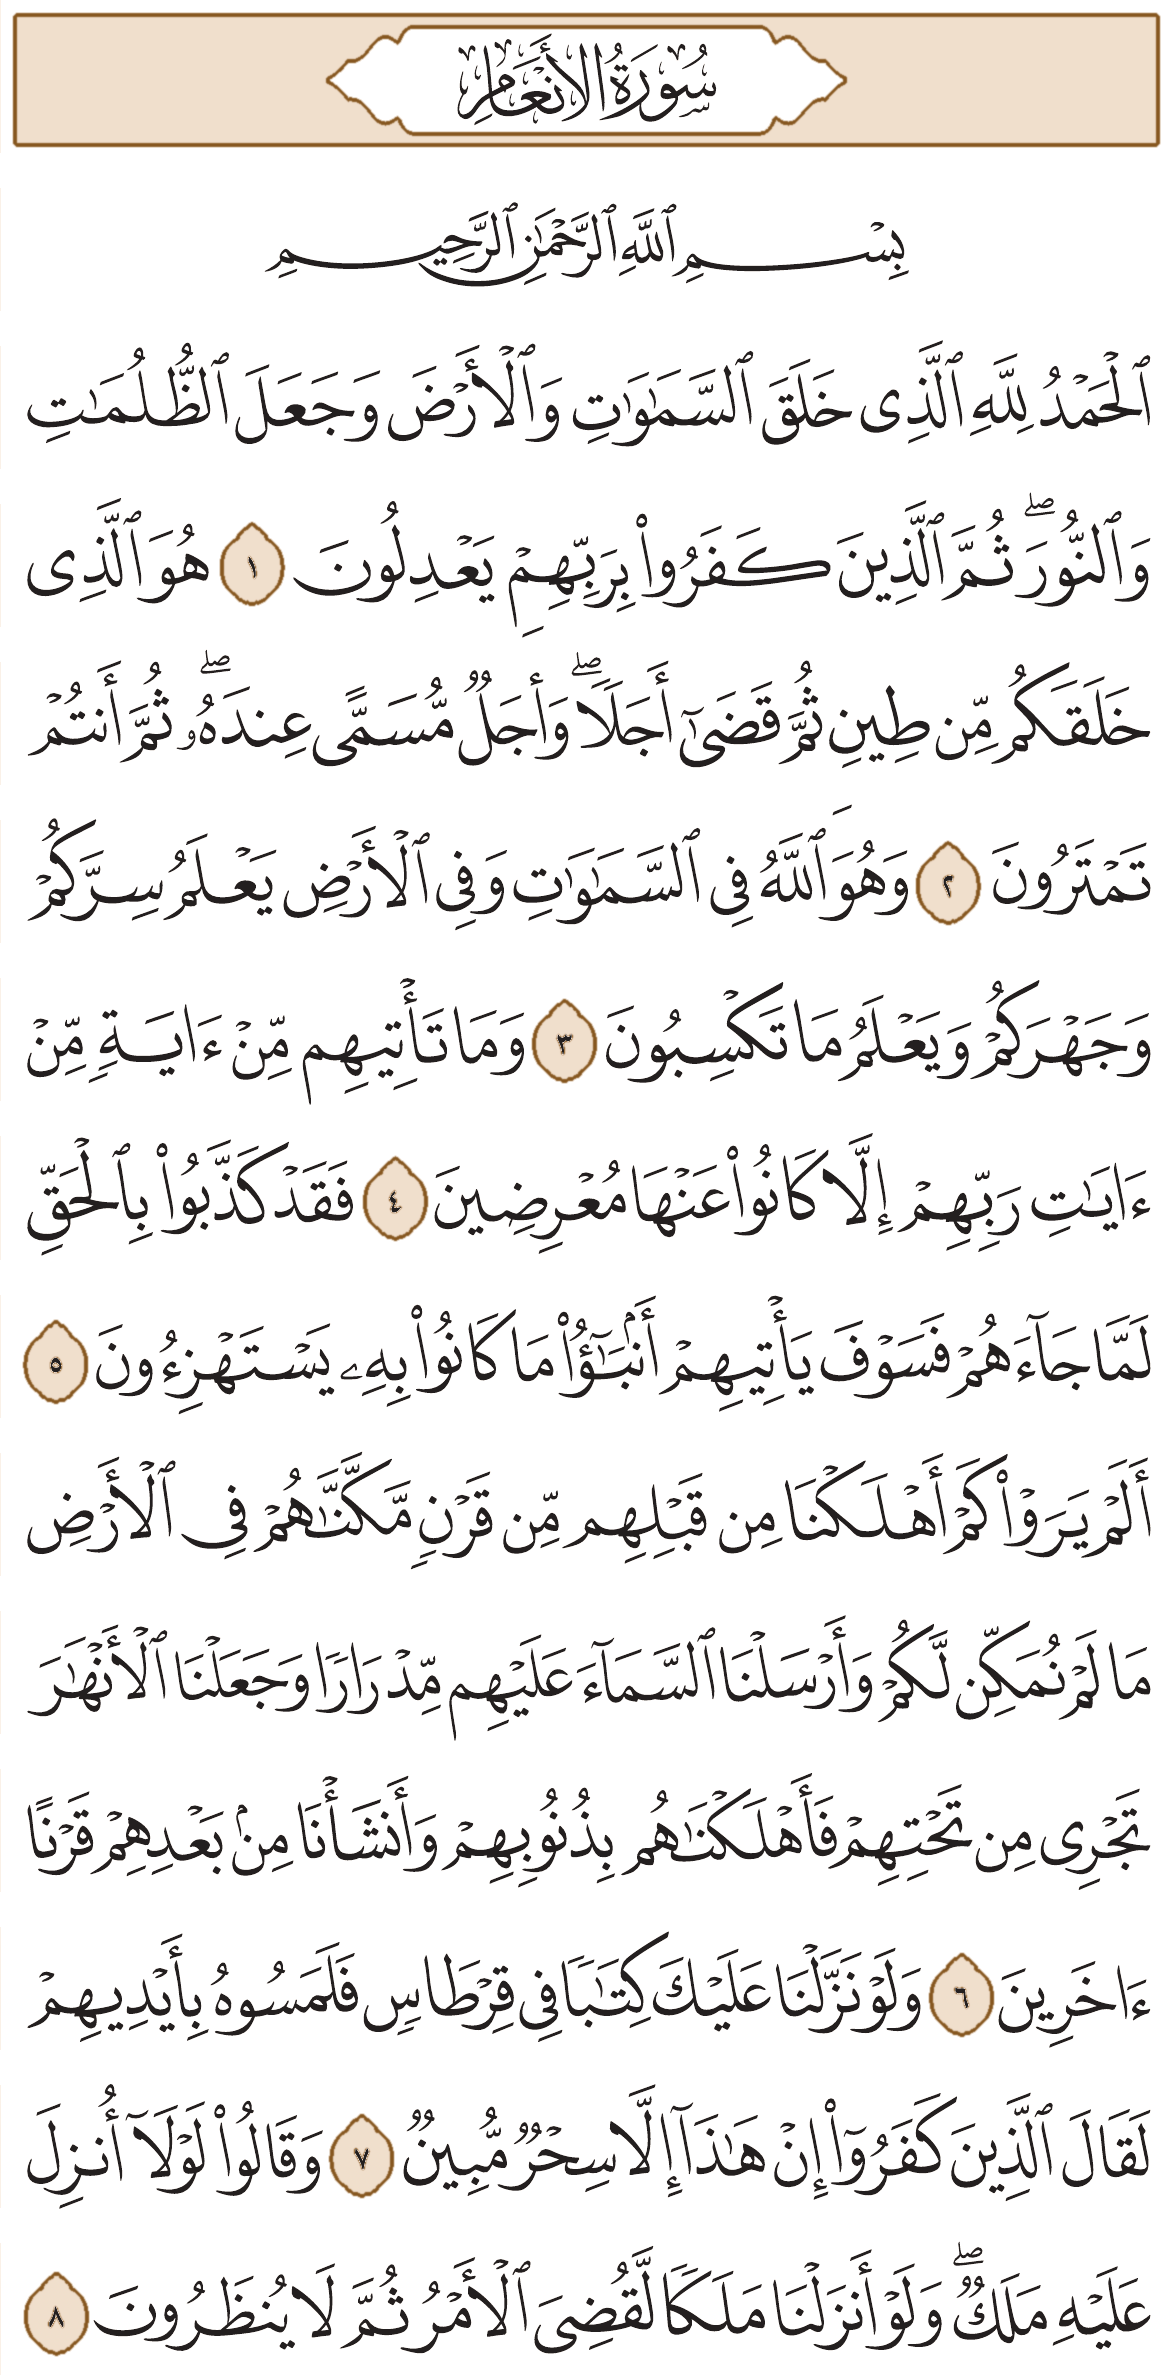 سُورَةُ الأَنْعَامِ
بِسْمِ ٱللَّهِ ٱلرَّحْمَٰنِ ٱلرَّحِيمِ
ٱلْحَمْدُ لِلَّهِ ٱلَّذِى خَلَقَ ٱلسَّمَٰوَٰتِ وَٱلْأَرْضَ وَجَعَلَ ٱلظُّلُمَٰتِ
وَٱلنُّورَ ۖ ثُمَّ ٱلَّذِينَ كَفَرُوا۟ بِرَبِّهِمْ يَعْدِلُونَ ١ هُوَ ٱلَّذِى
خَلَقَكُم مِّن طِينٍ ثُمَّ قَضَىٰٓ أَجَلًا ۖ وَأَجَلٌ مُّسَمًّى عِندَهُۥ ۖ ثُمَّ أَنتُمْ
تَمْتَرُونَ ٢ وَهُوَ ٱللَّهُ فِى ٱلسَّمَٰوَٰتِ وَفِى ٱلْأَرْضِ يَعْلَمُ سِرَّكُمْ
وَجَهْرَكُمْ وَيَعْلَمُ مَا تَكْسِبُونَ ٣ وَمَا تَأْتِيهِم مِّنْ ءَايَةٍ مِّنْ
ءَايَٰتِ رَبِّهِمْ إِلَّا كَانُوا۟ عَنْهَا مُعْرِضِينَ ٤ فَقَدْ كَذَّبُوا۟ بِٱلْحَقِّ
لَمَّا جَآءَهُمْ فَسَوْفَ يَأْتِيهِمْ أَنۢبَٰٓؤُا۟ مَا كَانُوا۟ بِهِۦ يَسْتَهْزِءُونَ ٥
أَلَمْ يَرَوْا۟ كَمْ أَهْلَكْنَا مِن قَبْلِهِم مِّن قَرْنٍ مَّكَّنَّٰهُمْ فِى ٱلْأَرْضِ
مَا لَمْ نُمَكِّن لَّكُمْ وَأَرْسَلْنَا ٱلسَّمَآءَ عَلَيْهِم مِّدْرَارًا وَجَعَلْنَا ٱلْأَنْهَٰرَ
تَجْرِى مِن تَحْتِهِمْ فَأَهْلَكْنَٰهُم بِذُنُوبِهِمْ وَأَنشَأْنَا مِنۢ بَعْدِهِمْ قَرْنًا
ءَاخَرِينَ ٦ وَلَوْ نَزَّلْنَا عَلَيْكَ كِتَٰبًا فِى قِرْطَاسٍ فَلَمَسُوهُ بِأَيْدِيهِمْ
لَقَالَ ٱلَّذِينَ كَفَرُوٓا۟ إِنْ هَٰذَآ إِلَّا سِحْرٌ مُّبِينٌ ٧ وَقَالُوا۟ لَوْلَآ أُنزِلَ
عَلَيْهِ مَلَكٌ ۖ وَلَوْ أَنزَلْنَا مَلَكًا لَّقُضِىَ ٱلْأَمْرُ ثُمَّ لَا يُنظَرُونَ ٨